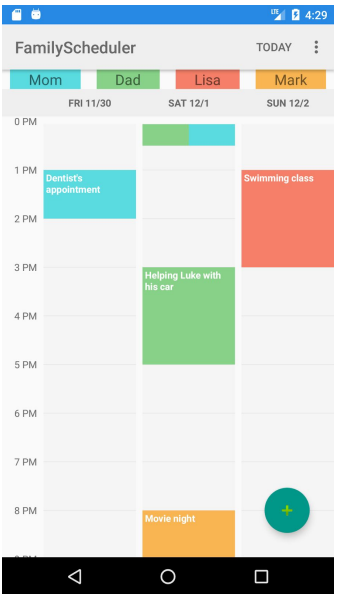 LTE 4:29
FamilyScheduler TODAY
Mom Dad Lisa Mark
FRI 11/30 SAT 12/1 SUN 12/2
0 PM
1 PM
Dentist's
appointment
Swimming class
2 PM
3 PM
Helping Luke with
his car
4 PM
5 PM
6 PM
7 PM
8 PM
Movie night